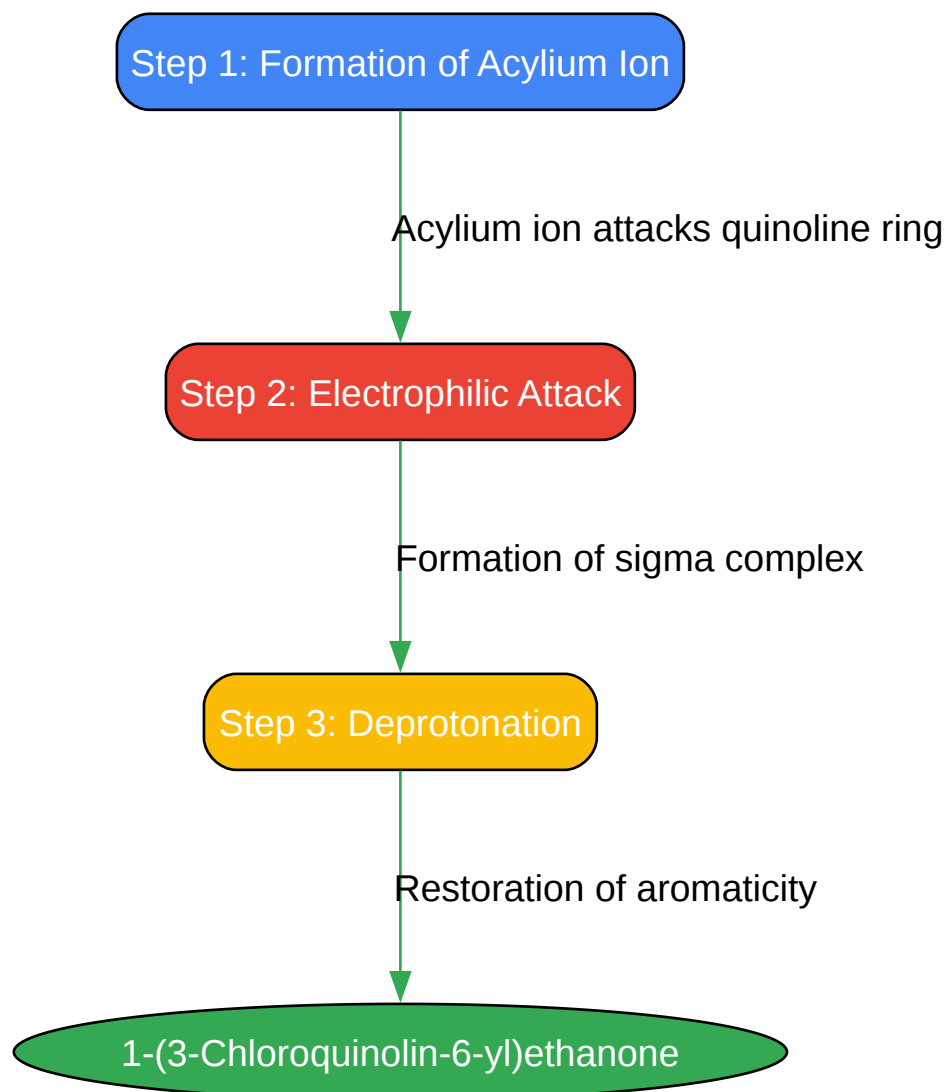 Step 1: Formation of Acylium Ion
Acylium ion attacks quinoline ring
Step 2: Electrophilic Attack
Formation of sigma complex
Step 3: Deprotonation
Restoration of aromaticity
1-(3-Chloroquinolin-6-yl)ethanone